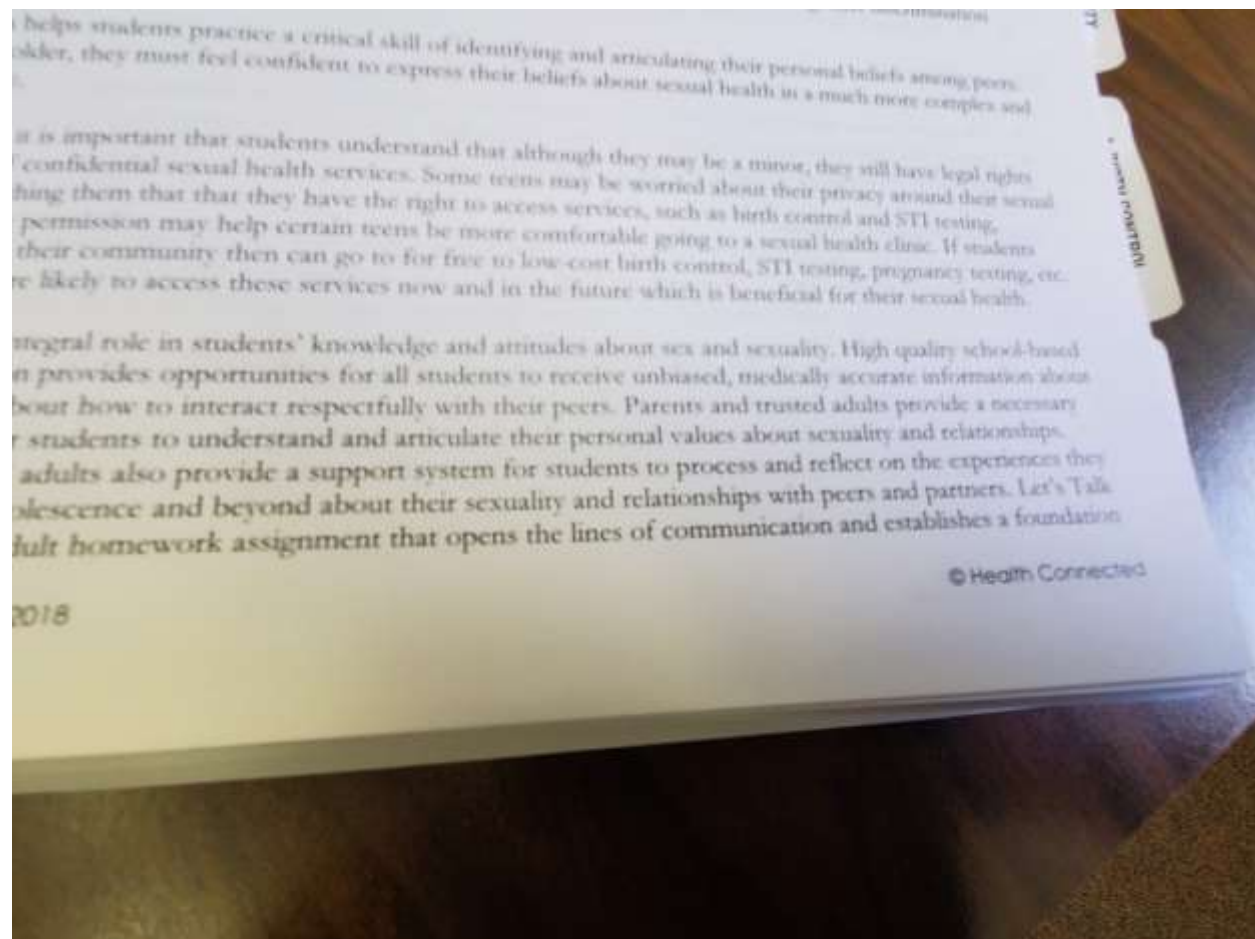 helps students practice a critical skill of identifying and articulating their personal beliefs among peers.
older, they must feel confident to express their beliefs about sexual health in a much more complex and
it is important that students understand that although they may be a minor, they still have legal rights
confidential sexual health services. Some teens may be worried about their privacy around their sexual
hing them that that they have the right to access services, such as birth control and STI testing,
permission may help certain teens be more comfortable going to a sexual health clinic. If students
their community then can go to for free to low-cost birth control, STI testing, pregnancy testing, etc.
re likely to access these services now and in the future which is beneficial for their sexual health.
ntegral role in students' knowledge and attitudes about sex and sexuality. High quality school-based
n provides opportunities for all students to receive unbiased, medically accurate information about
bout how to interact respectfully with their peers. Parents and trusted adults provide a necessary
r students to understand and articulate their personal values about sexuality and relationships.
adults also provide a support system for students to process and reflect on the experiences they
olescence and beyond about their sexuality and relationships with peers and partners. Let's Talk
dult homework assignment that opens the lines of communication and establishes a foundation
© Health Connected
2018
TY
BIRTH CONTROL